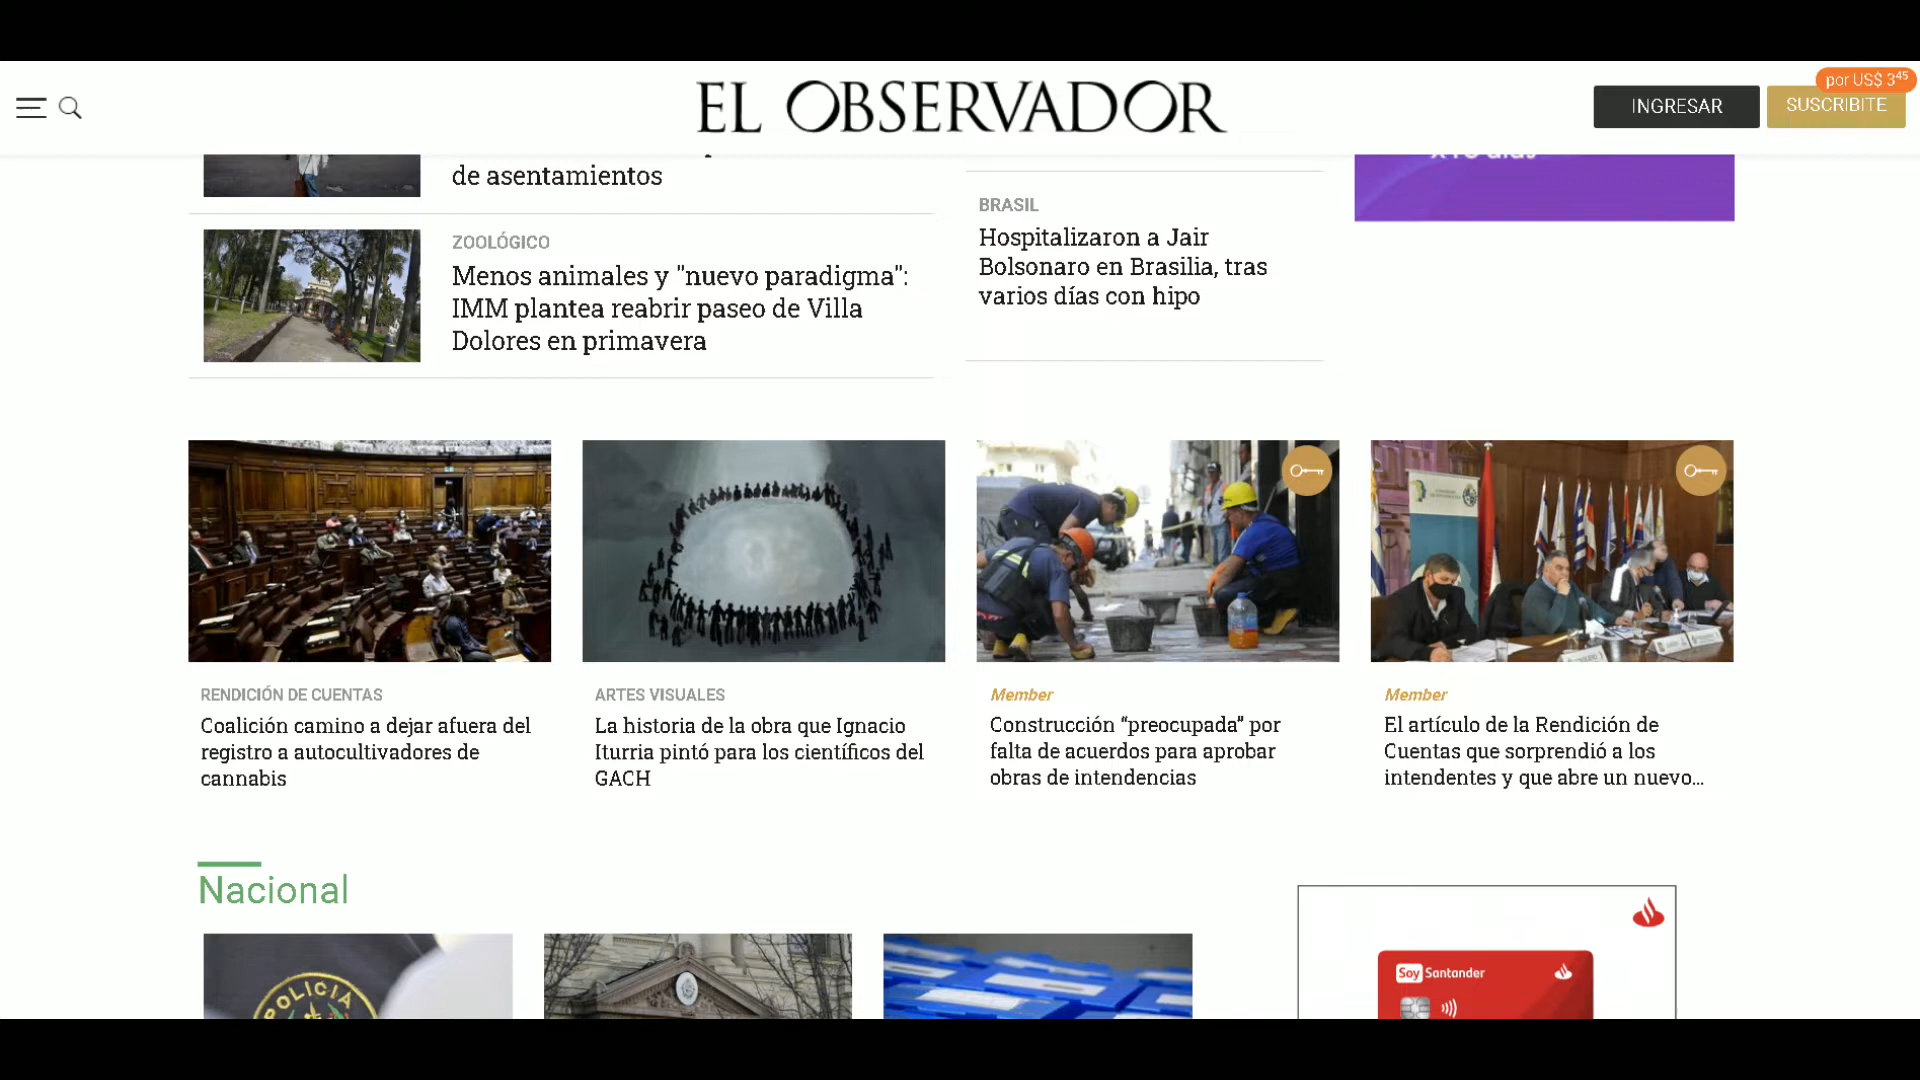 por US$ 3⁴⁵
EL OBSERVADOR
INGRESAR
SUSCRIBITE
de asentamientos
ZOOLÓGICO
Menos animales y "nuevo paradigma":
IMM plantea reabrir paseo de Villa
Dolores en primavera
BRASIL
Hospitalizaron a Jair
Bolsonaro en Brasilia, tras
varios días con hipo
RENDICIÓN DE CUENTAS
Coalición camino a dejar afuera del
registro a autocultivadores de
cannabis
ARTES VISUALES
La historia de la obra que Ignacio
Iturria pintó para los científicos del
GACH
Member
Construcción “preocupada” por
falta de acuerdos para aprobar
obras de intendencias
Member
El artículo de la Rendición de
Cuentas que sorprendió a los
intendentes y que abre un nuevo...
Nacional
POLICIA
Soy Santander